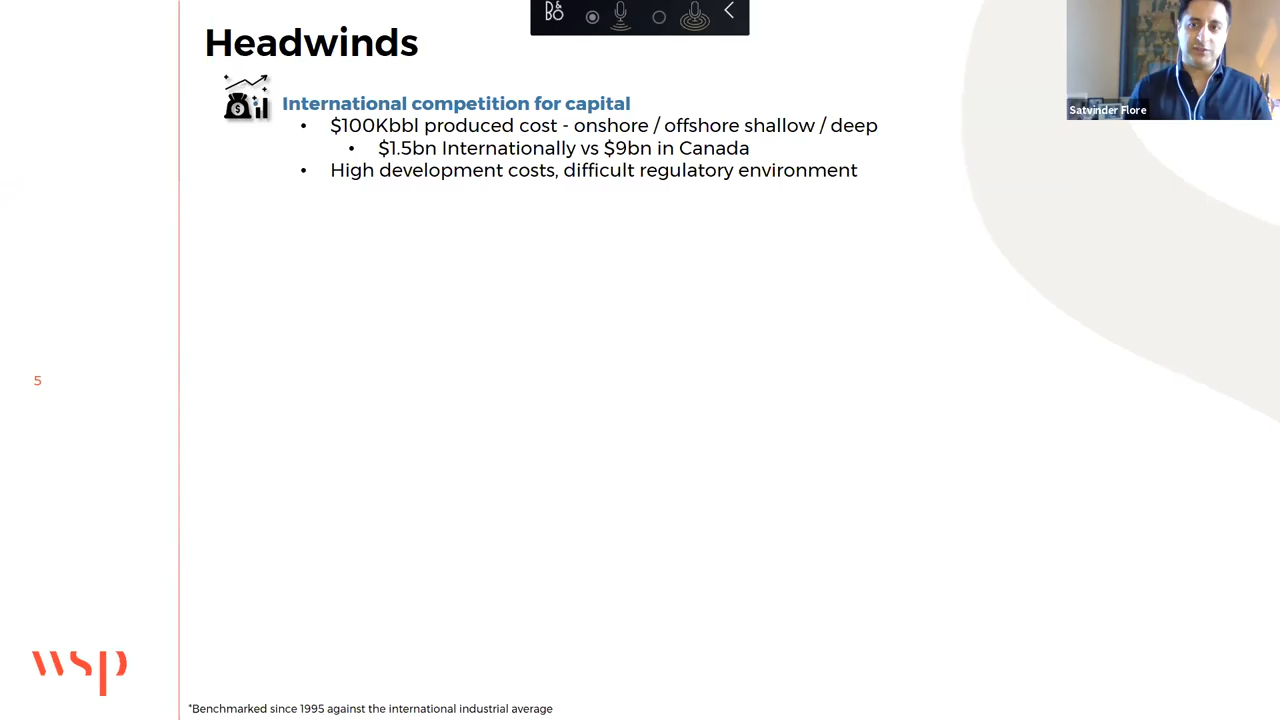 B&O
Headwinds
Satvinder Flore
International competition for capital
• $100Kbbl produced cost - onshore / offshore shallow / deep
• $1.5bn Internationally vs $9bn in Canada
• High development costs, difficult regulatory environment
5
wsp
*Benchmarked since 1995 against the international industrial average